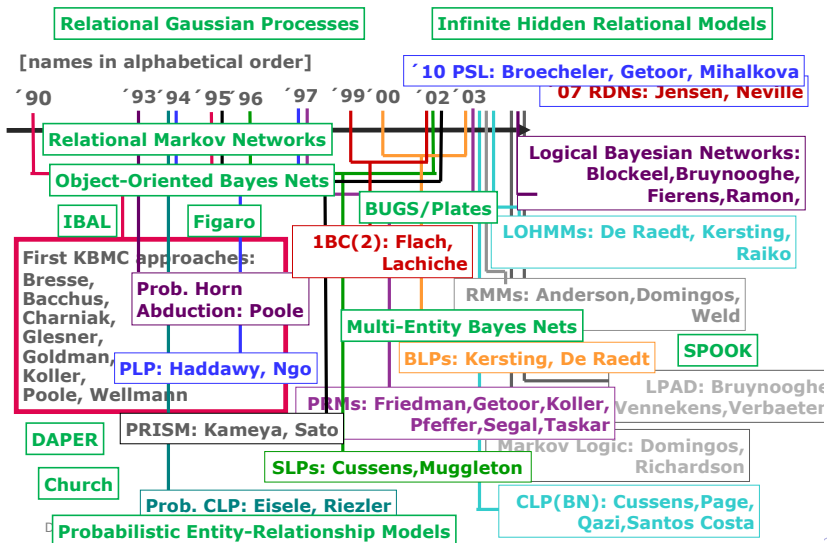 Relational Gaussian Processes
Infinite Hidden Relational Models
[names in alphabetical order]
´10 PSL: Broecheler, Getoor, Mihalkova
´07 RDNs: Jensen, Neville
´90
´93
´94
´95
´96
´97
´99
´00
´02
´03
Relational Markov Networks
Logical Bayesian Networks:
Blockeel,Bruynooghe,
Fierens,Ramon,
Object-Oriented Bayes Nets
IBAL
Figaro
BUGS/Plates
LOHMMs: De Raedt, Kersting,
Raiko
1BC(2): Flach,
Lachiche
First KBMC approaches:
Bresse,
Bacchus,
Charniak,
Glesner,
Goldman,
Koller,
Poole, Wellmann
Prob. Horn
Abduction: Poole
RMMs: Anderson,Domingos,
Weld
Multi-Entity Bayes Nets
SPOOK
PLP: Haddawy, Ngo
BLPs: Kersting, De Raedt
LPAD: Bruynooghe
Vennekens,Verbaeten
PRMs: Friedman,Getoor,Koller,
Pfeffer,Segal,Taskar
PRISM: Kameya, Sato
DAPER
Markov Logic: Domingos,
Richardson
SLPs: Cussens,Muggleton
Church
Prob. CLP: Eisele, Riezler
CLP(BN): Cussens,Page,
Qazi,Santos Costa
Probabilistic Entity-Relationship Models